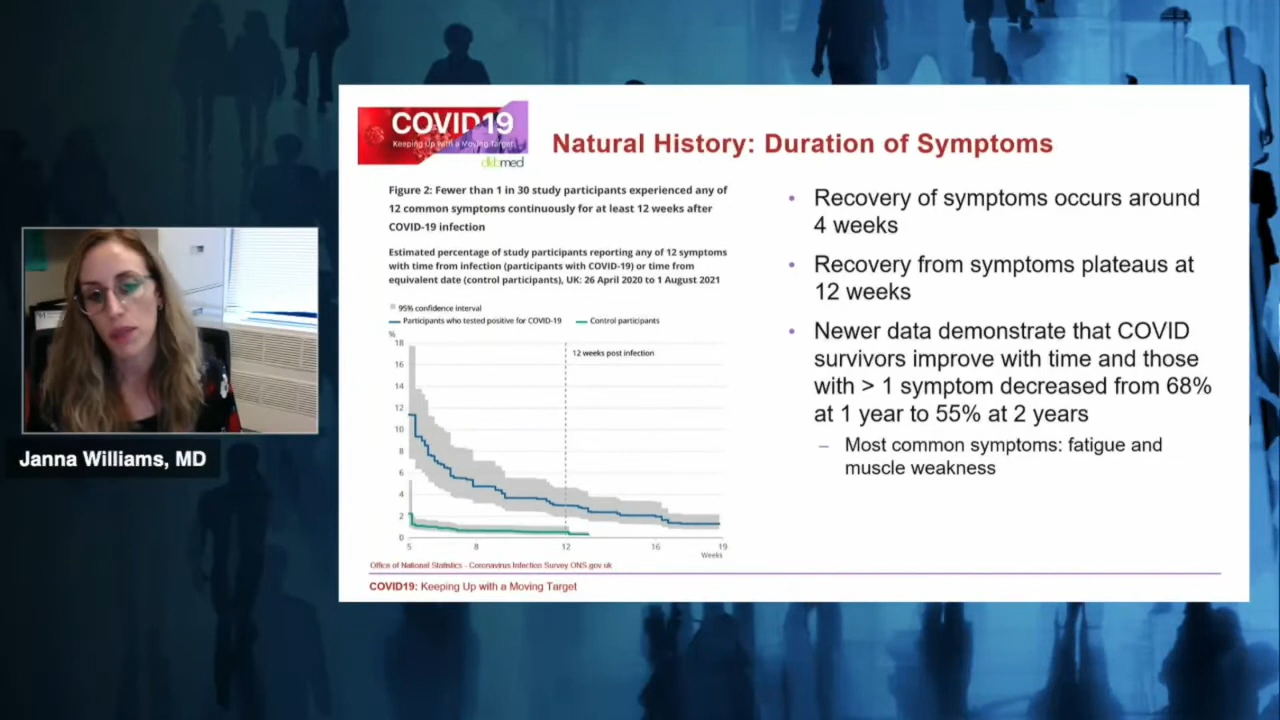 COVID19
Keeping Up with a Moving Target
dkbmed
Natural History: Duration of Symptoms
Figure 2: Fewer than 1 in 30 study participants experienced any of
12 common symptoms continuously for at least 12 weeks after
COVID-19 infection
Estimated percentage of study participants reporting any of 12 symptoms
with time from infection (participants with COVID-19) or time from
equivalent date (control participants), UK: 26 April 2020 to 1 August 2021
95% confidence interval
Participants who tested positive for COVID-19
Control participants
%
18
16
14
12
10
8
6
4
2
0
12 weeks post infection
5 8 12 16 19
Weeks
Office of National Statistics - Coronavirus Infection Survey ONS.gov.uk
• Recovery of symptoms occurs around
4 weeks
• Recovery from symptoms plateaus at
12 weeks
• Newer data demonstrate that COVID
survivors improve with time and those
with > 1 symptom decreased from 68%
at 1 year to 55% at 2 years
– Most common symptoms: fatigue and
muscle weakness
COVID19: Keeping Up with a Moving Target
Janna Williams, MD